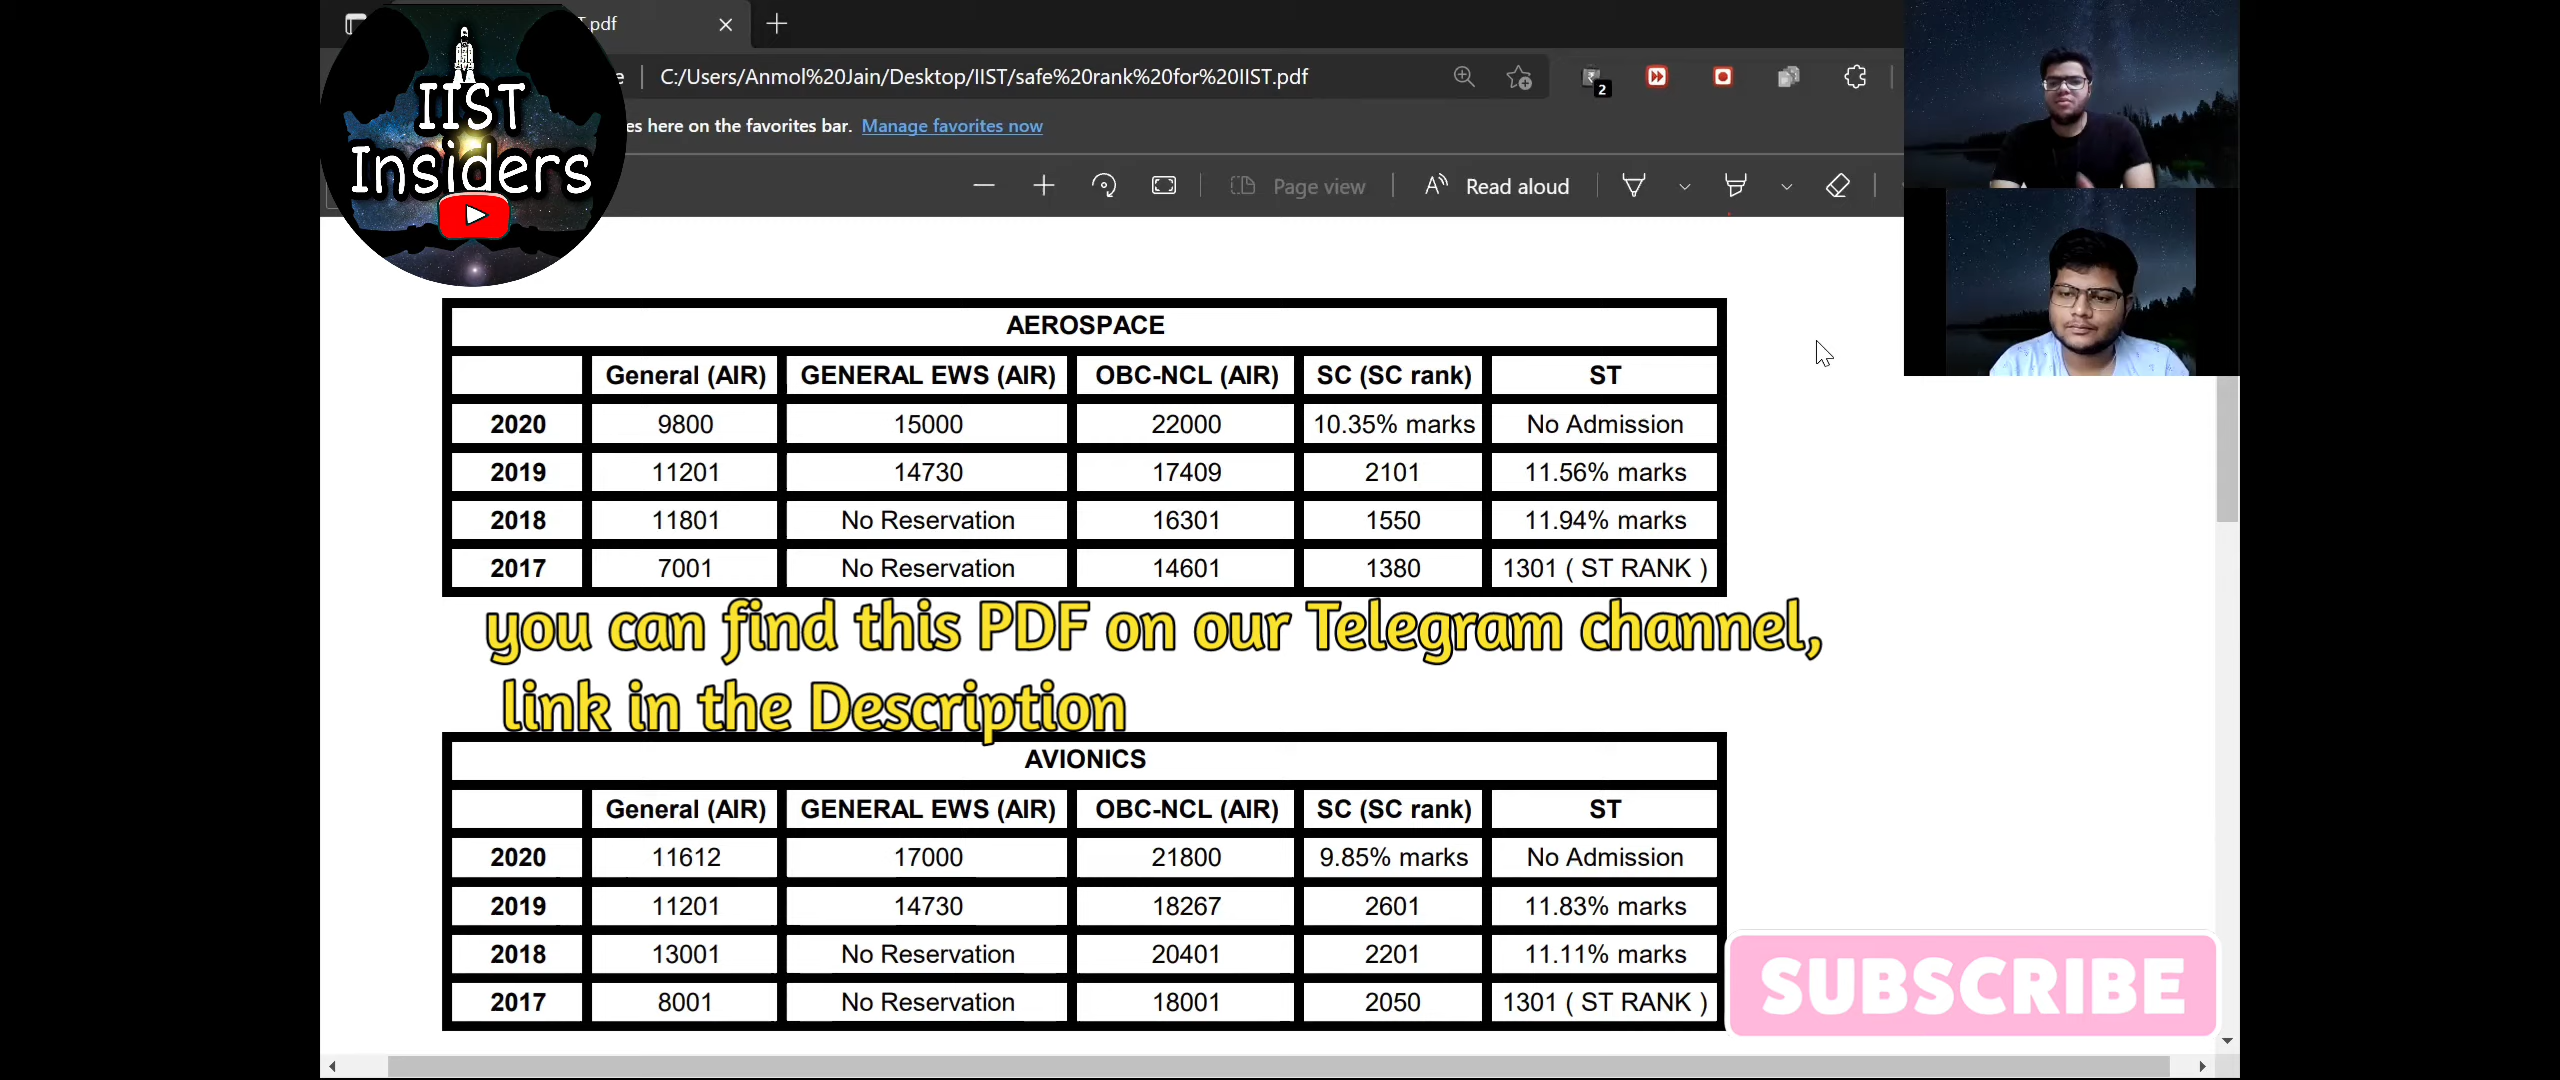 .pdf
IIST
Insiders
e C:/Users/Anmol%20Jain/Desktop/IIST/safe%20rank%20for%20IIST.pdf
2
es here on the favorites bar. Manage favorites now
Page view Read aloud
AEROSPACE
General (AIR) GENERAL EWS (AIR) OBC-NCL (AIR) SC (SC rank) ST
2020 9800 15000 22000 10.35% marks No Admission
2019 11201 14730 17409 2101 11.56% marks
2018 11801 No Reservation 16301 1550 11.94% marks
2017 7001 No Reservation 14601 1380 1301 ( ST RANK )
you can find this PDF on our Telegram channel,
link in the Description
AVIONICS
General (AIR) GENERAL EWS (AIR) OBC-NCL (AIR) SC (SC rank) ST
2020 11612 17000 21800 9.85% marks No Admission
2019 11201 14730 18267 2601 11.83% marks
2018 13001 No Reservation 20401 2201 11.11% marks
2017 8001 No Reservation 18001 2050 1301 ( ST RANK )
SUBSCRIBE